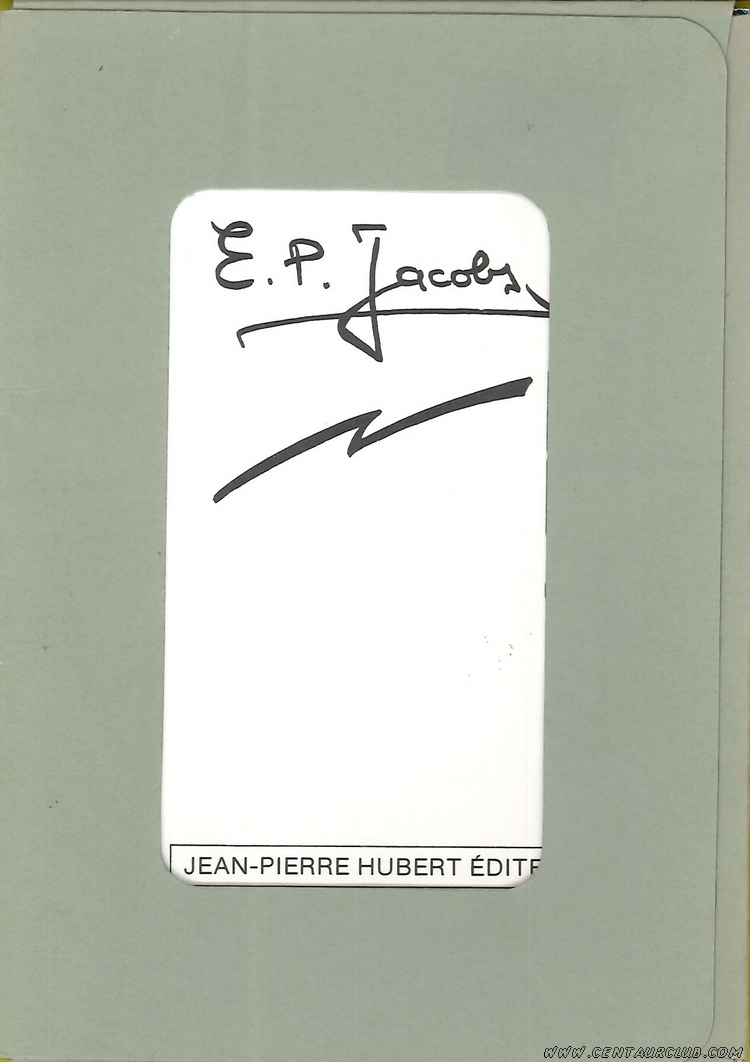 E. P. Jacobs
JEAN-PIERRE HUBERT ÉDITE
WWW.CENTAURCLUB.COM